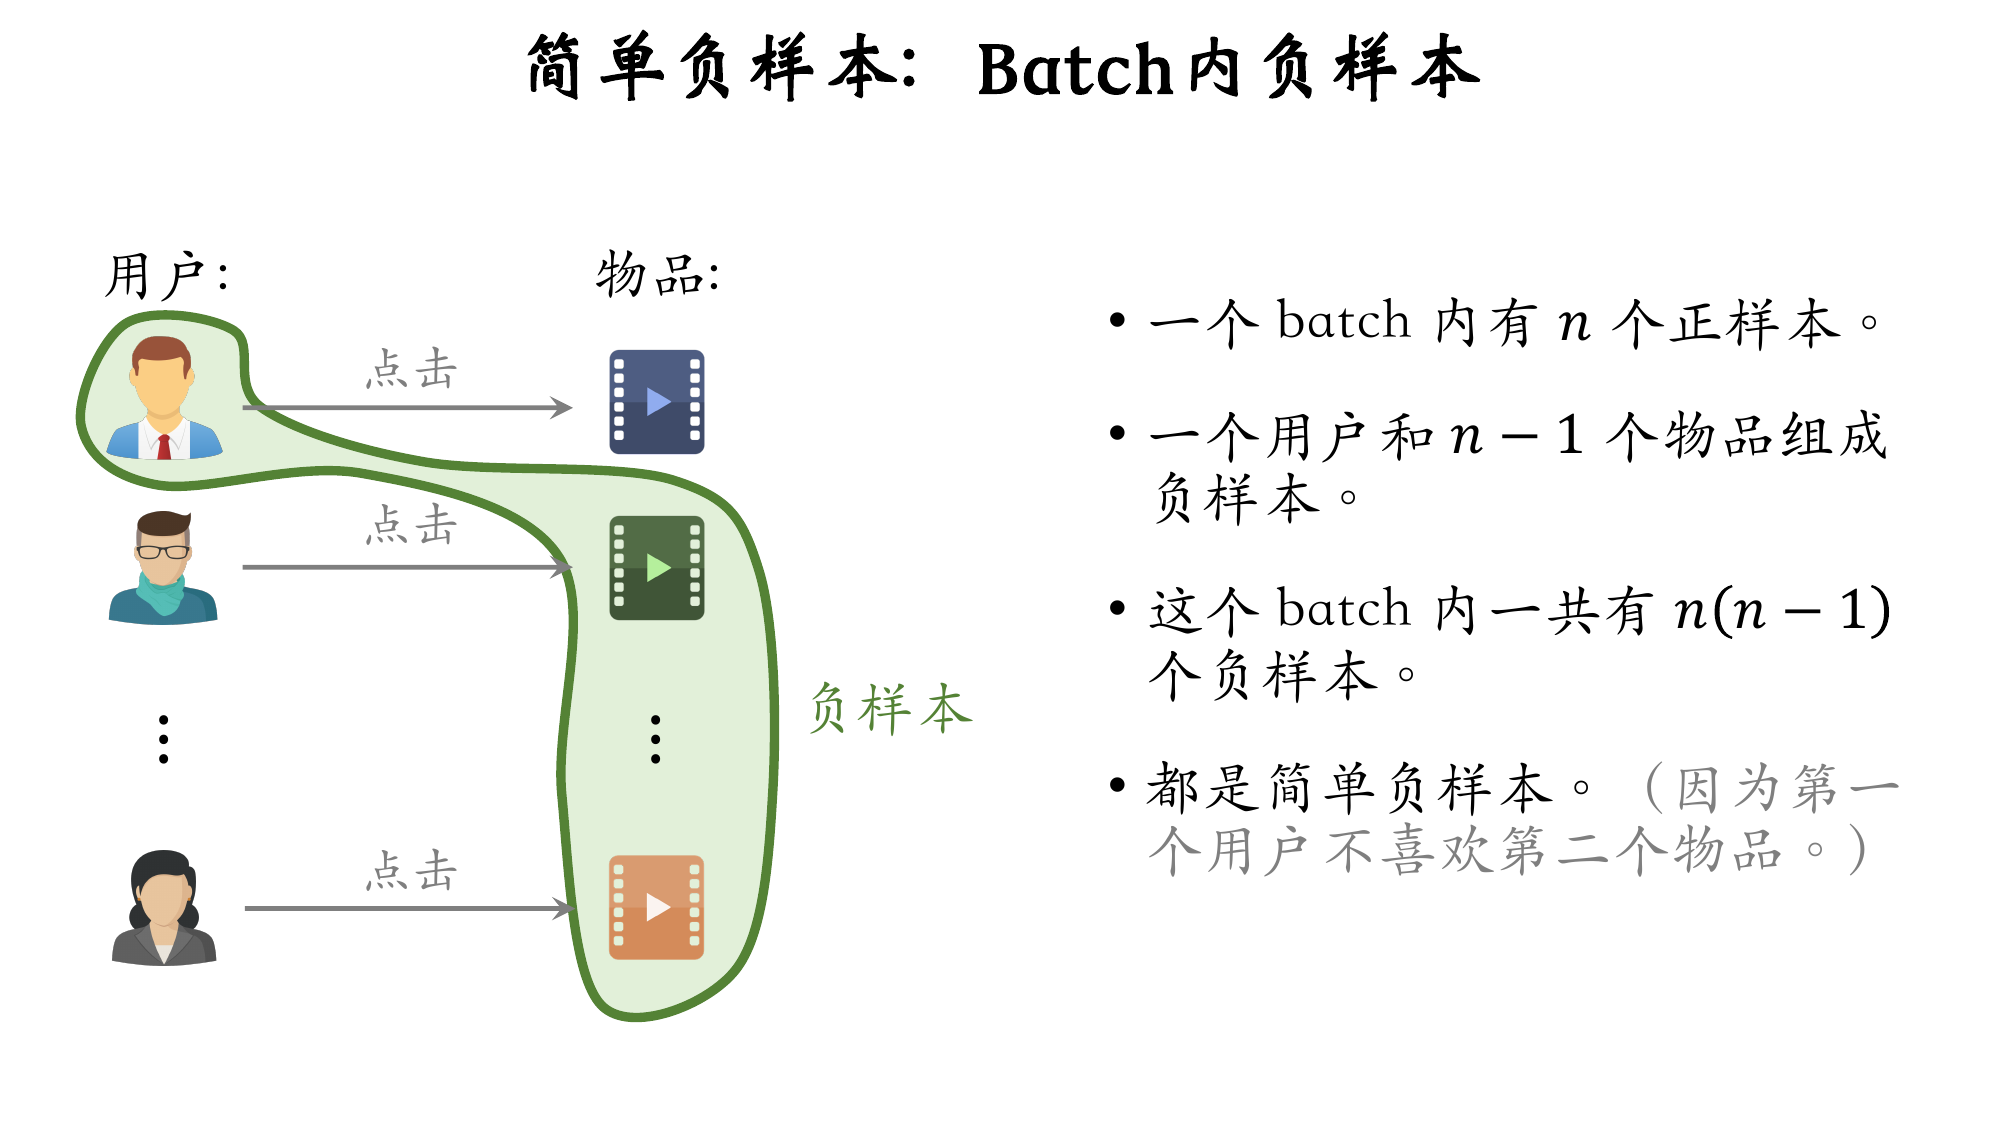 简单负样本：Batch内负样本
用户：
物品：
点击
点击
点击
负样本
• 一个 batch 内有 n 个正样本。
• 一个用户和 n − 1 个物品组成
负样本。
• 这个 batch 内一共有 n(n − 1)
个负样本。
• 都是简单负样本。（因为第一
个用户不喜欢第二个物品。）